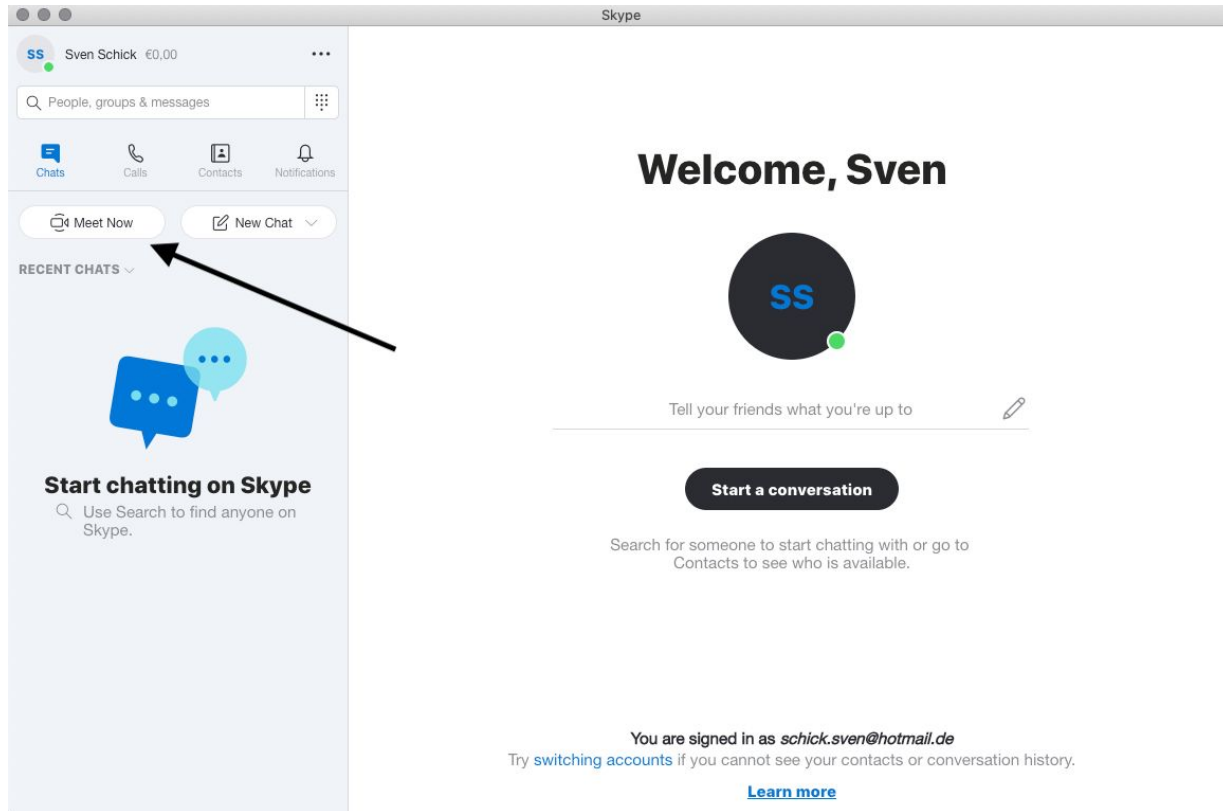 Skype
SS Sven Schick €0,00
People, groups & messages
Chats Calls Contacts Notifications
Meet Now New Chat
RECENT CHATS
Start chatting on Skype
Use Search to find anyone on
Skype.
Welcome, Sven
SS
Tell your friends what you're up to
Start a conversation
Search for someone to start chatting with or go to
Contacts to see who is available.
You are signed in as schick.sven@hotmail.de
Try switching accounts if you cannot see your contacts or conversation history.
Learn more